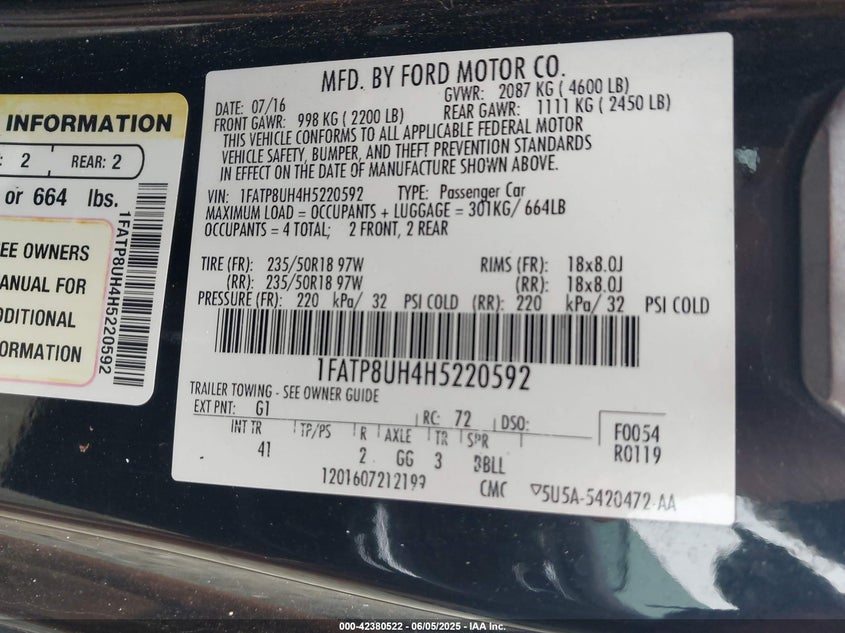 INFORMATION
: 2 REAR: 2
or 664 lbs.
EE OWNERS
ANUAL FOR
DDITIONAL
FORMATION
1FATP8UH4H5220592
MFD. BY FORD MOTOR CO.
DATE: 07/16 GVWR: 2087 KG ( 4600 LB)
FRONT GAWR: 998 KG ( 2200 LB) REAR GAWR: 1111 KG ( 2450 LB)
THIS VEHICLE CONFORMS TO ALL APPLICABLE FEDERAL MOTOR
VEHICLE SAFETY, BUMPER, AND THEFT PREVENTION STANDARDS
IN EFFECT ON THE DATE OF MANUFACTURE SHOWN ABOVE.
VIN: 1FATP8UH4H5220592 TYPE: Passenger Car
MAXIMUM LOAD = OCCUPANTS + LUGGAGE = 301KG/ 664LB
OCCUPANTS = 4 TOTAL; 2 FRONT, 2 REAR
TIRE (FR): 235/50R18 97W RIMS (FR): 18x8.0J
(RR): 235/50R18 97W (RR): 18x8.0J
PRESSURE (FR): 220 kPa/ 32 PSI COLD (RR): 220 kPa/ 32 PSI COLD
1FATP8UH4H5220592
TRAILER TOWING - SEE OWNER GUIDE
EXT PNT: G1 RC: 72 DSO: F0054
INT TR TP/PS R AXLE TR SPR R0119
41 2 GG 3 BBLL
1201607212199 CMC ▽5U5A-5420472-AA
000-42380522 - 06/05/2025 - IAA Inc.